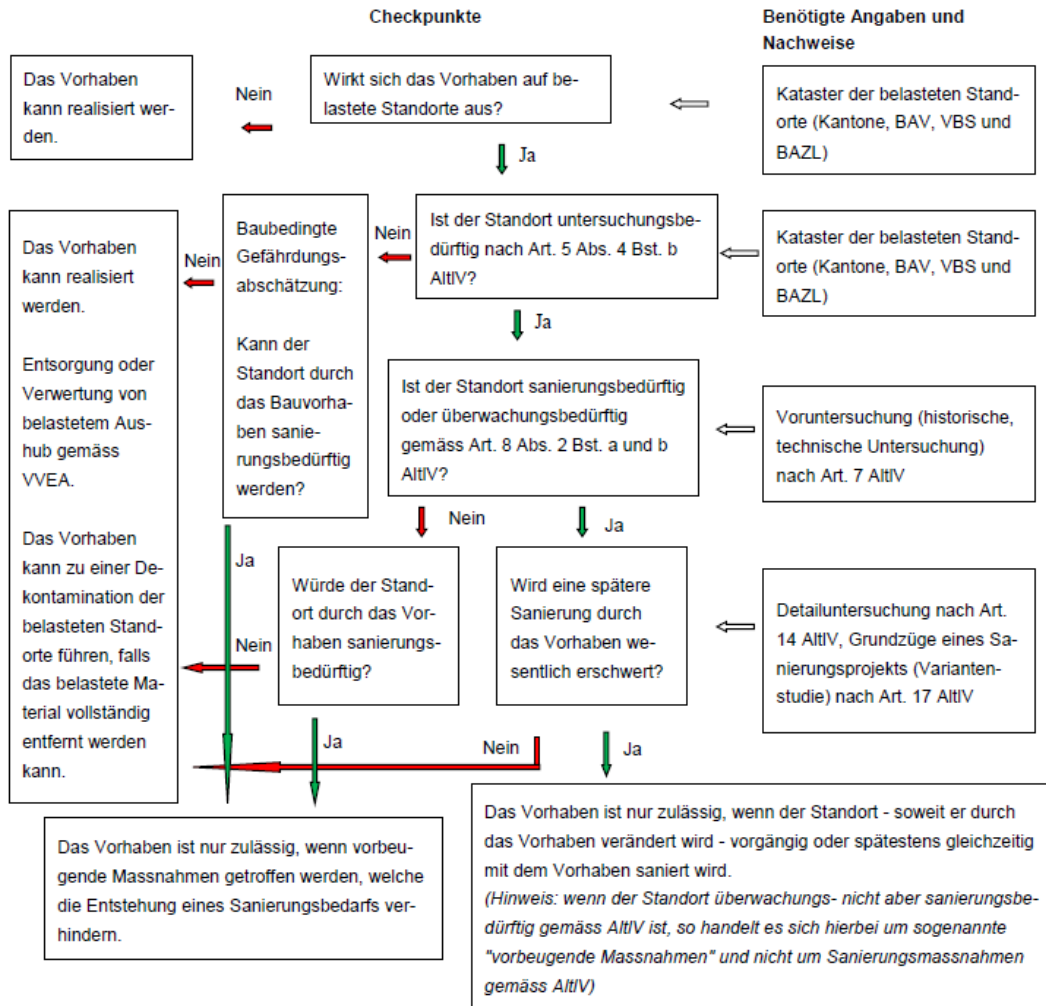 Checkpunkte
Benötigte Angaben und
Nachweise
Das Vorhaben
kann realisiert wer-
den.
Nein
Wirkt sich das Vorhaben auf be-
lastete Standorte aus?
Kataster der belasteten Stand-
orte (Kantone, BAV, VBS und
BAZL)
Ja
Das Vorhaben
kann realisiert
werden.
Entsorgung oder
Verwertung von
belastetem Aus-
hub gemäss
VVEA.
Das Vorhaben
kann zu einer De-
kontamination der
belasteten Stand-
orte führen, falls
das belastete Ma-
terial vollständig
entfernt werden
kann.
Nein
Baubedingte
Gefährdungs-
abschätzung:
Kann der
Standort durch
das Bauvorha-
ben sanie-
rungsbedürftig
werden?
Nein
Ist der Standort untersuchungsbe-
dürftig nach Art. 5 Abs. 4 Bst. b
AltlV?
Kataster der belasteten Stand-
orte (Kantone, BAV, VBS und
BAZL)
Ja
Ist der Standort sanierungsbedürftig
oder überwachungsbedürftig
gemäss Art. 8 Abs. 2 Bst. a und b
AltlV?
Voruntersuchung (historische,
technische Untersuchung)
nach Art. 7 AltlV
Nein
Ja
Ja
Nein
Würde der Stand-
ort durch das Vor-
haben sanierungs-
bedürftig?
Wird eine spätere
Sanierung durch
das Vorhaben we-
sentlich erschwert?
Detailuntersuchung nach Art.
14 AltlV, Grundzüge eines Sa-
nierungsprojekts (Varianten-
studie) nach Art. 17 AltlV
Ja
Nein
Ja
Das Vorhaben ist nur zulässig, wenn vorbeu-
gende Massnahmen getroffen werden, welche
die Entstehung eines Sanierungsbedarfs ver-
hindern.
Das Vorhaben ist nur zulässig, wenn der Standort - soweit er durch
das Vorhaben verändert wird - vorgängig oder spätestens gleichzeitig
mit dem Vorhaben saniert wird.
(Hinweis: wenn der Standort überwachungs- nicht aber sanierungsbe-
dürftig gemäss AltlV ist, so handelt es sich hierbei um sogenannte
"vorbeugende Massnahmen" und nicht um Sanierungsmassnahmen
gemäss AltlV)